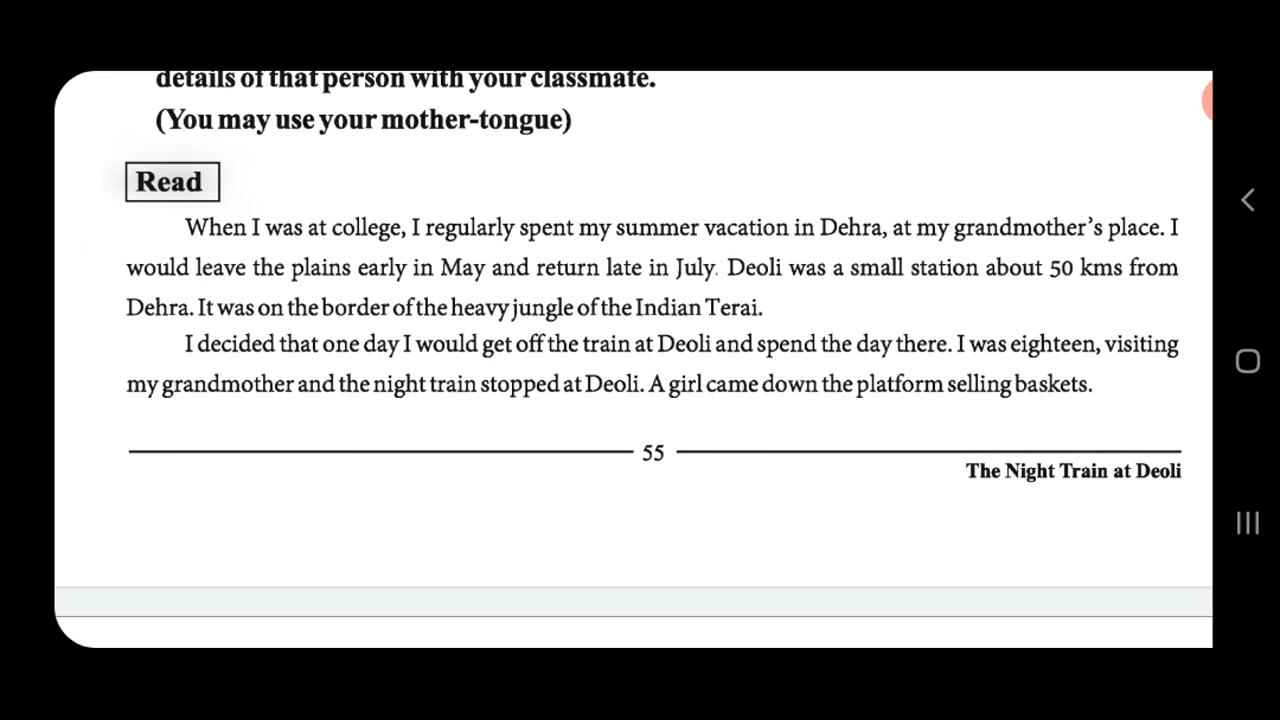 details of that person with your classmate.
(You may use your mother-tongue)
Read
When I was at college, I regularly spent my summer vacation in Dehra, at my grandmother's place. I
would leave the plains early in May and return late in July. Deoli was a small station about 50 kms from
Dehra. It was on the border of the heavy jungle of the Indian Terai.
I decided that one day I would get off the train at Deoli and spend the day there. I was eighteen, visiting
my grandmother and the night train stopped at Deoli. A girl came down the platform selling baskets.
55
The Night Train at Deoli